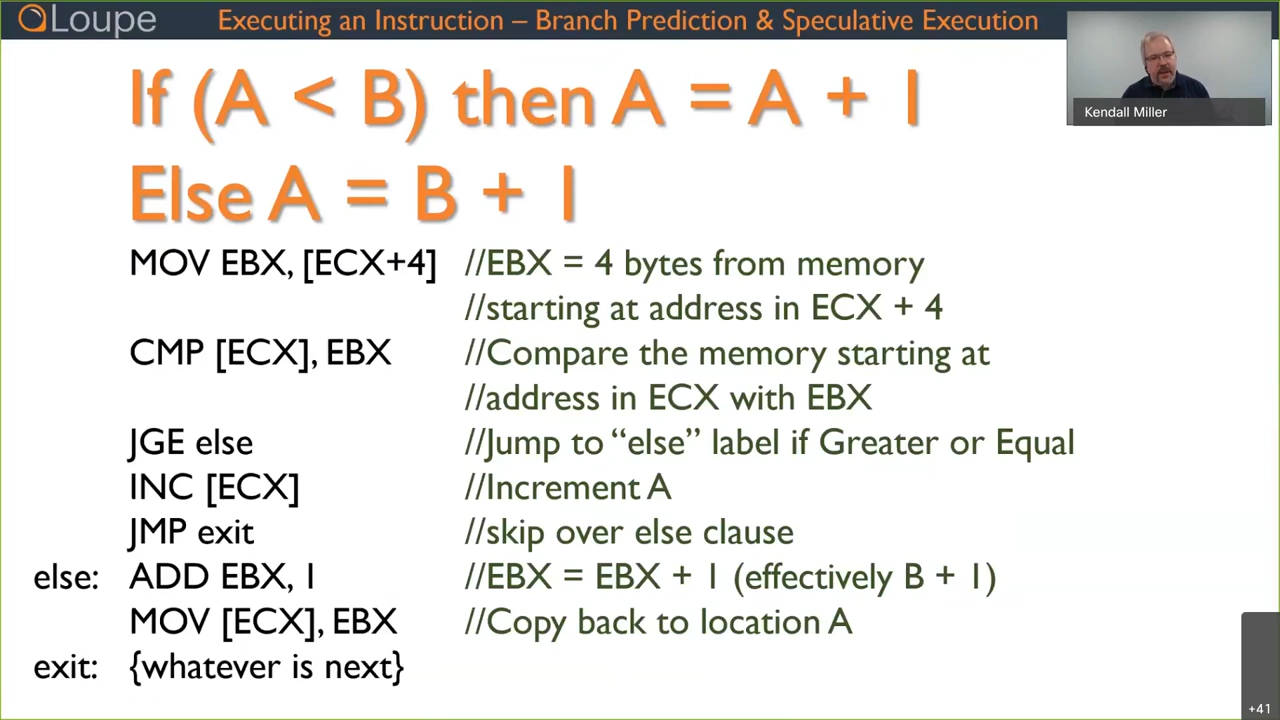 Loupe
Executing an Instruction – Branch Prediction & Speculative Execution
Kendall Miller
If (A < B) then A = A + 1
Else A = B + 1
MOV EBX, [ECX+4] //EBX = 4 bytes from memory
//starting at address in ECX + 4
CMP [ECX], EBX //Compare the memory starting at
//address in ECX with EBX
JGE else //Jump to “else” label if Greater or Equal
INC [ECX] //Increment A
JMP exit //skip over else clause
else: ADD EBX, 1 //EBX = EBX + 1 (effectively B + 1)
MOV [ECX], EBX //Copy back to location A
exit: {whatever is next}
+41